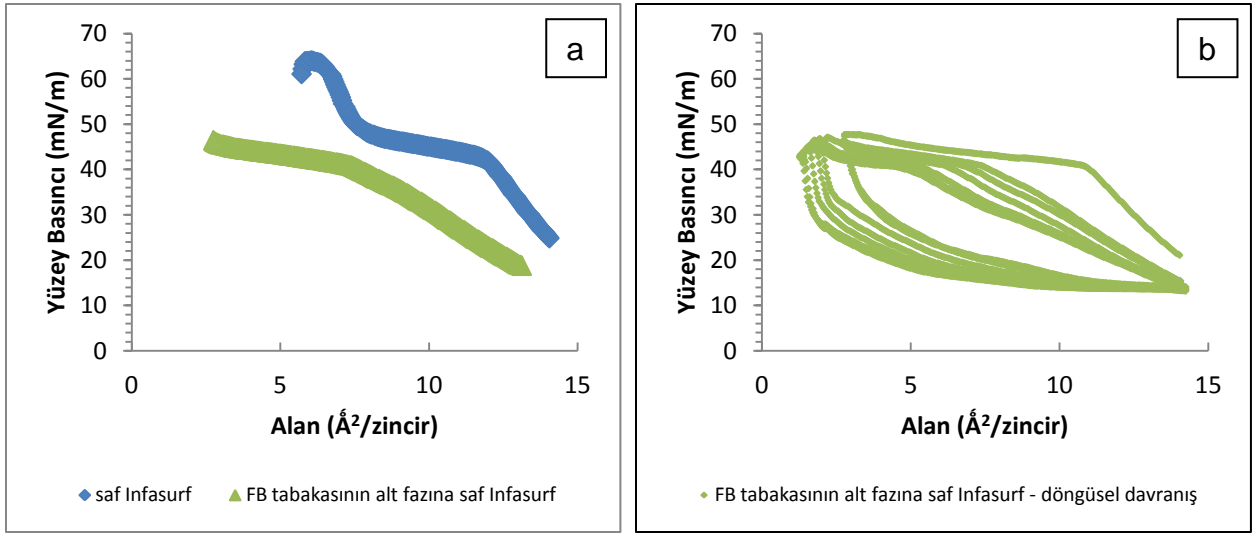 a
70
60
50
40
30
20
10
0
Yüzey Basıncı (mN/m)
0 5 10 15
Alan (Ǻ²/zincir)
saf Infasurf FB tabakasının alt fazına saf Infasurf
b
70
60
50
40
30
20
10
0
Yüzey Basıncı (mN/m)
0 5 10 15
Alan (Ǻ²/zincir)
FB tabakasının alt fazına saf Infasurf - döngüsel davranış